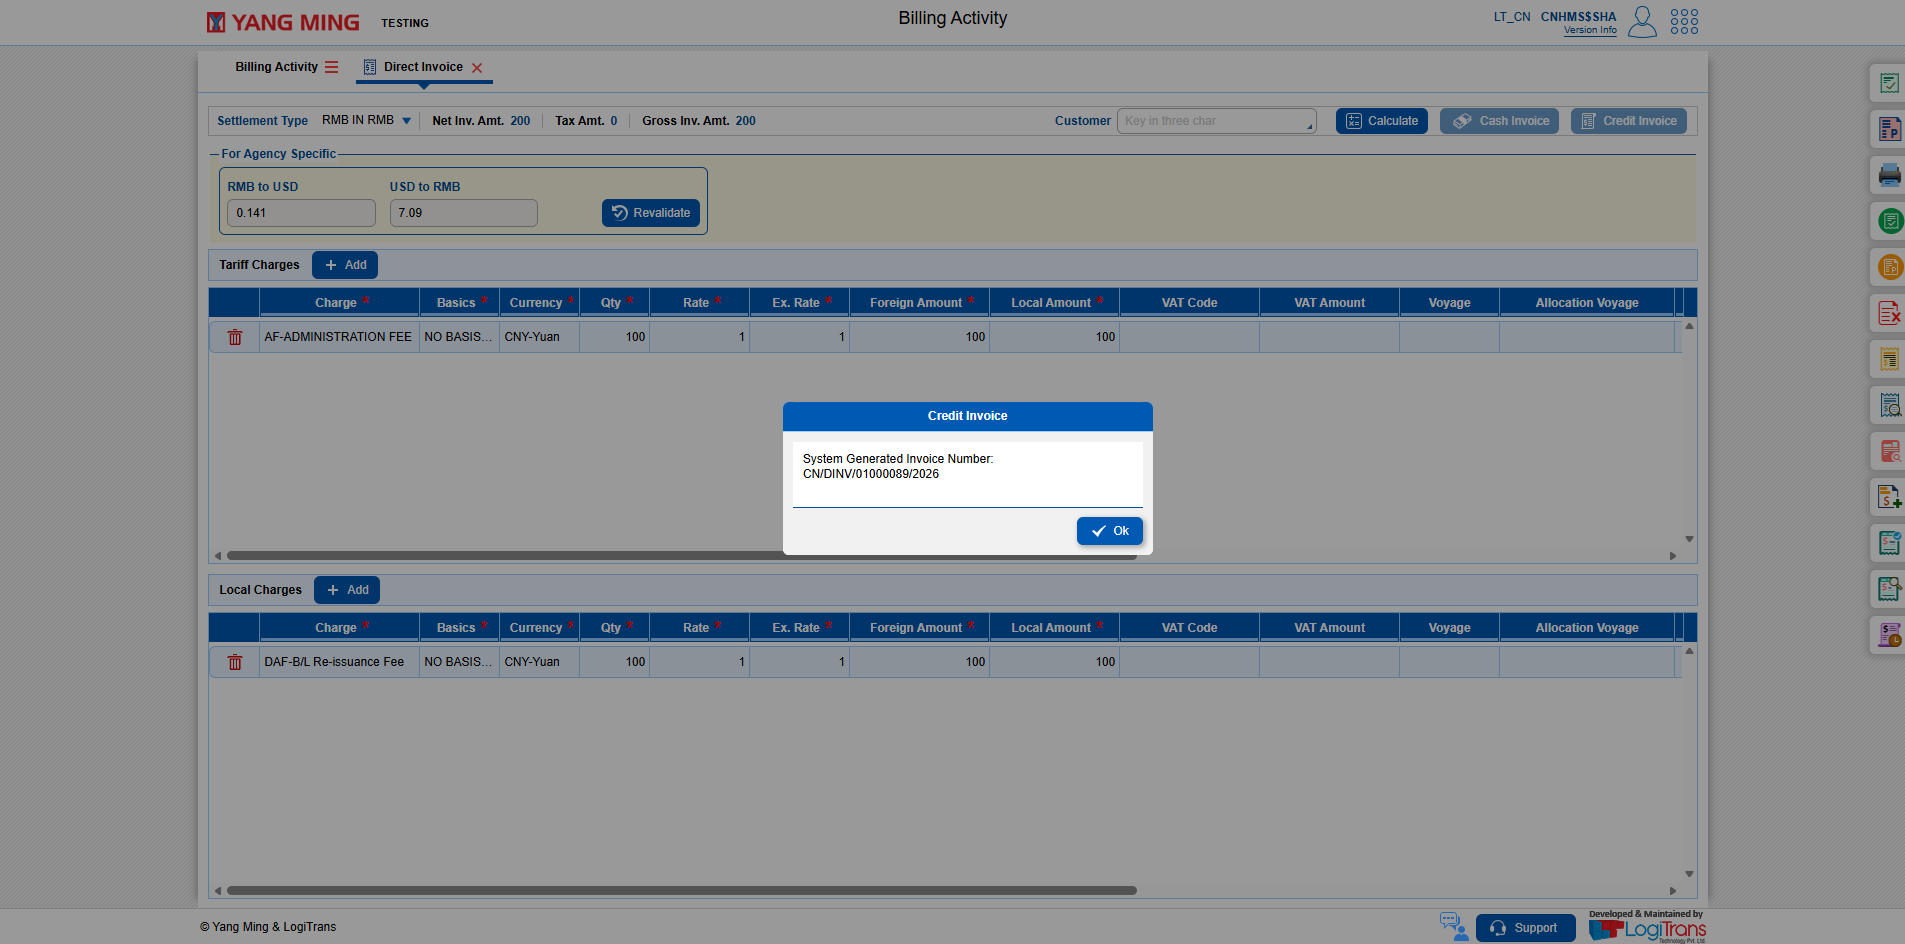 YANG MING TESTING
Billing Activity
LT_CN CNHMS$SHA
Version Info
Billing Activity Direct Invoice
Settlement Type RMB IN RMB Net Inv. Amt. 200 Tax Amt. 0 Gross Inv. Amt. 200 Customer Key in three char Calculate Cash Invoice Credit Invoice
For Agency Specific
RMB to USD USD to RMB
0.141 7.09 Revalidate
Tariff Charges + Add
Charge * Basics * Currency * Qty * Rate * Ex. Rate * Foreign Amount * Local Amount * VAT Code VAT Amount Voyage Allocation Voyage
AF-ADMINISTRATION FEE NO BASIS... CNY-Yuan 100 1 1 100 100
Credit Invoice
System Generated Invoice Number:
CN/DINV/01000089/2026
Ok
Local Charges + Add
Charge * Basics * Currency * Qty * Rate * Ex. Rate * Foreign Amount * Local Amount * VAT Code VAT Amount Voyage Allocation Voyage
DAF-B/L Re-issuance Fee NO BASIS... CNY-Yuan 100 1 1 100 100
© Yang Ming & LogiTrans
Support
Developed & Maintained by
LogiTrans
Technology Pvt. Ltd.